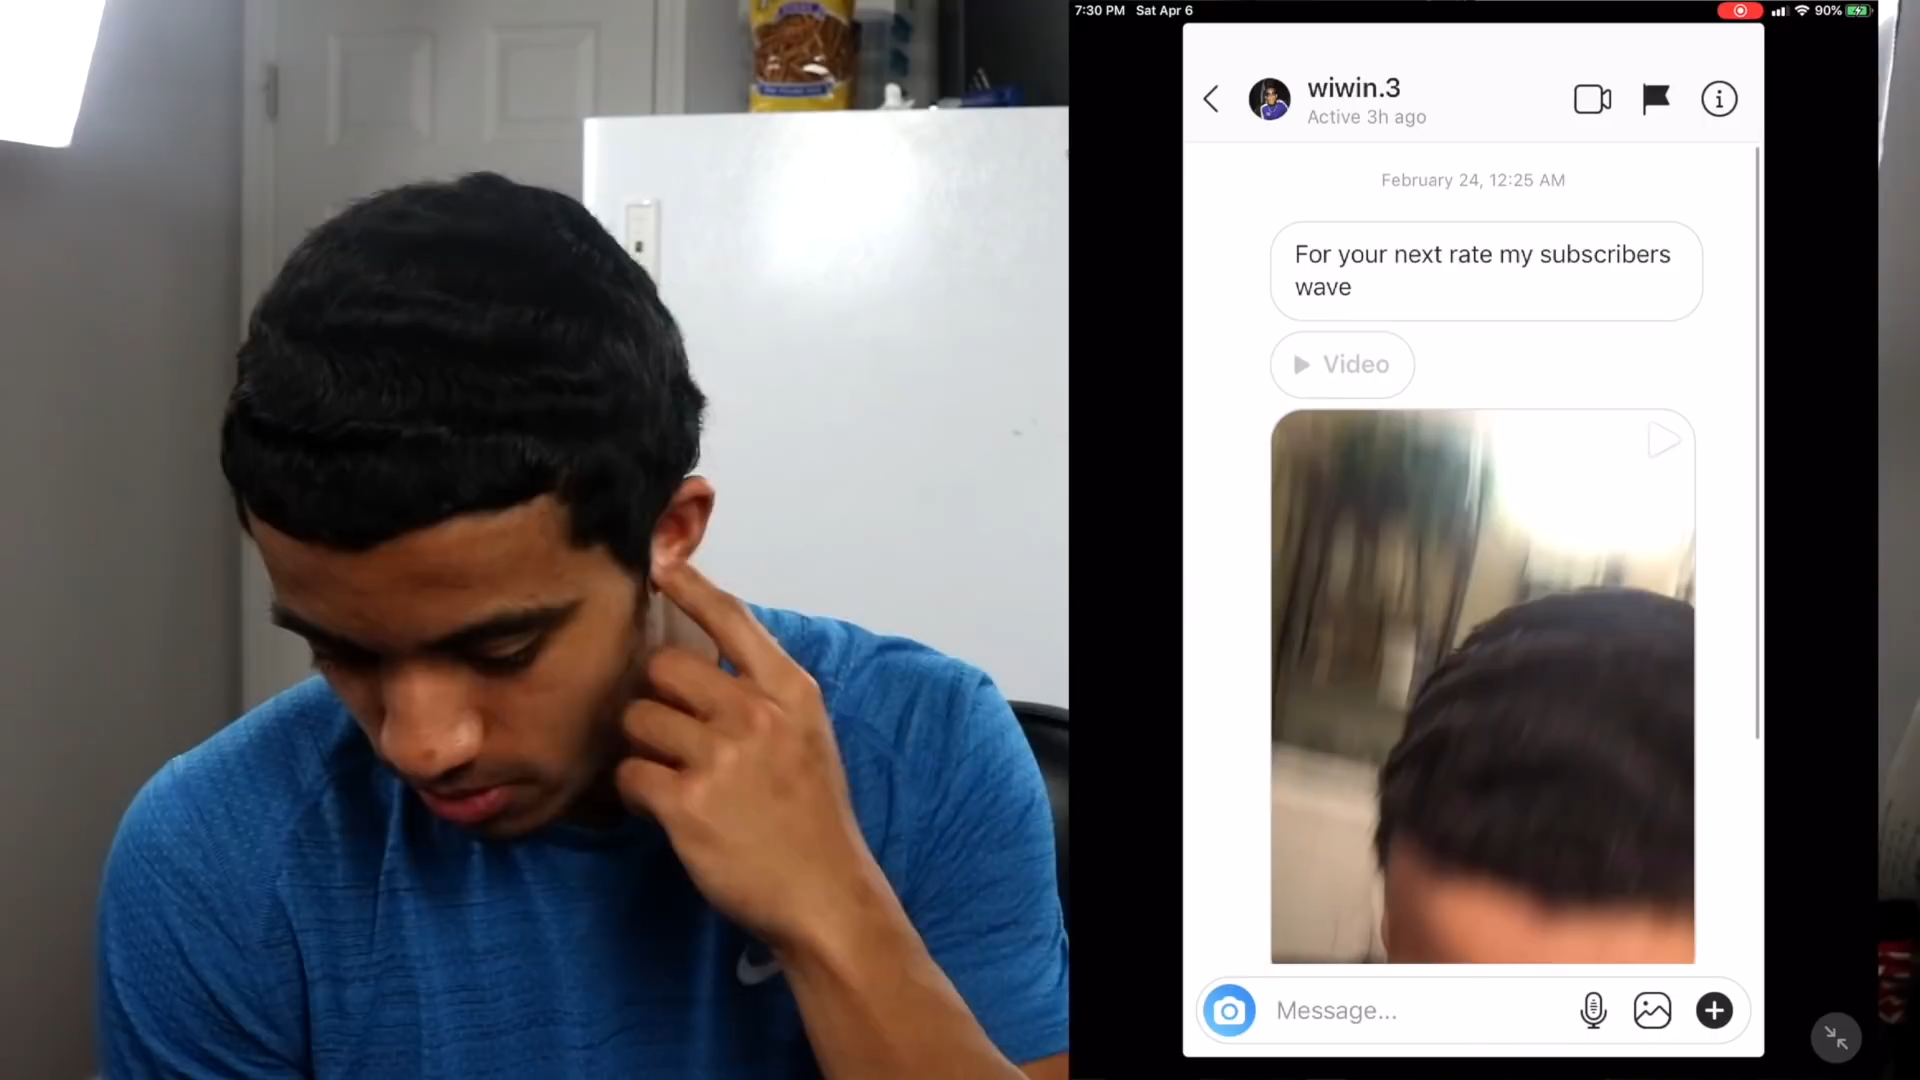 7:30 PM Sat Apr 6
90%
wiwin.3
Active 3h ago
February 24, 12:25 AM
For your next rate my subscribers
wave
Video
Message...